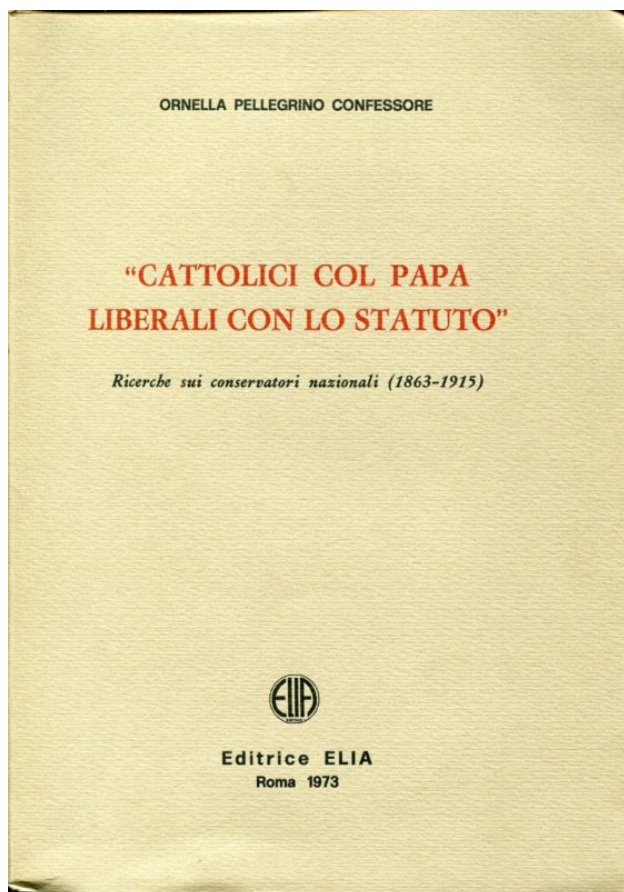 ORNELLA PELLEGRINO CONFESSORE
“CATTOLICI COL PAPA
LIBERALI CON LO STATUTO”
Ricerche sui conservatori nazionali (1863-1915)
ELIA
Editrice ELIA
Roma 1973